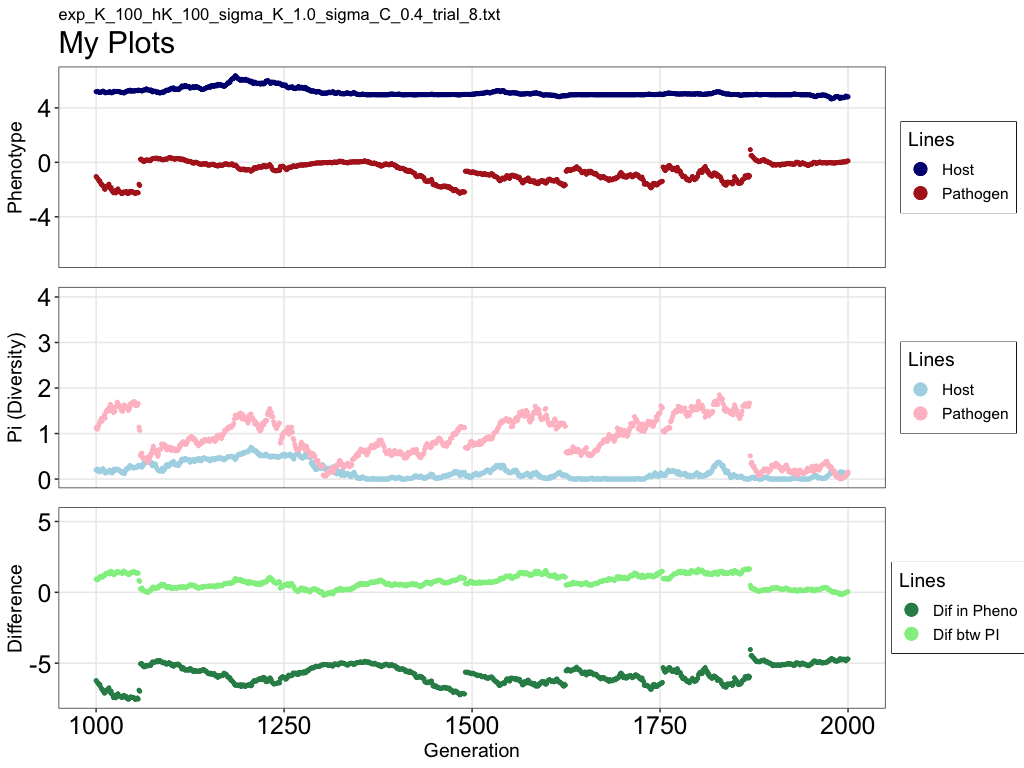 exp_K_100_hK_100_sigma_K_1.0_sigma_C_0.4_trial_8.txt
My Plots
Phenotype
4
0
-4
Lines
Host
Pathogen
Pi (Diversity)
4
3
2
1
0
Lines
Host
Pathogen
Difference
5
0
-5
Lines
Dif in Pheno
Dif btw PI
1000 1250 1500 1750 2000
Generation